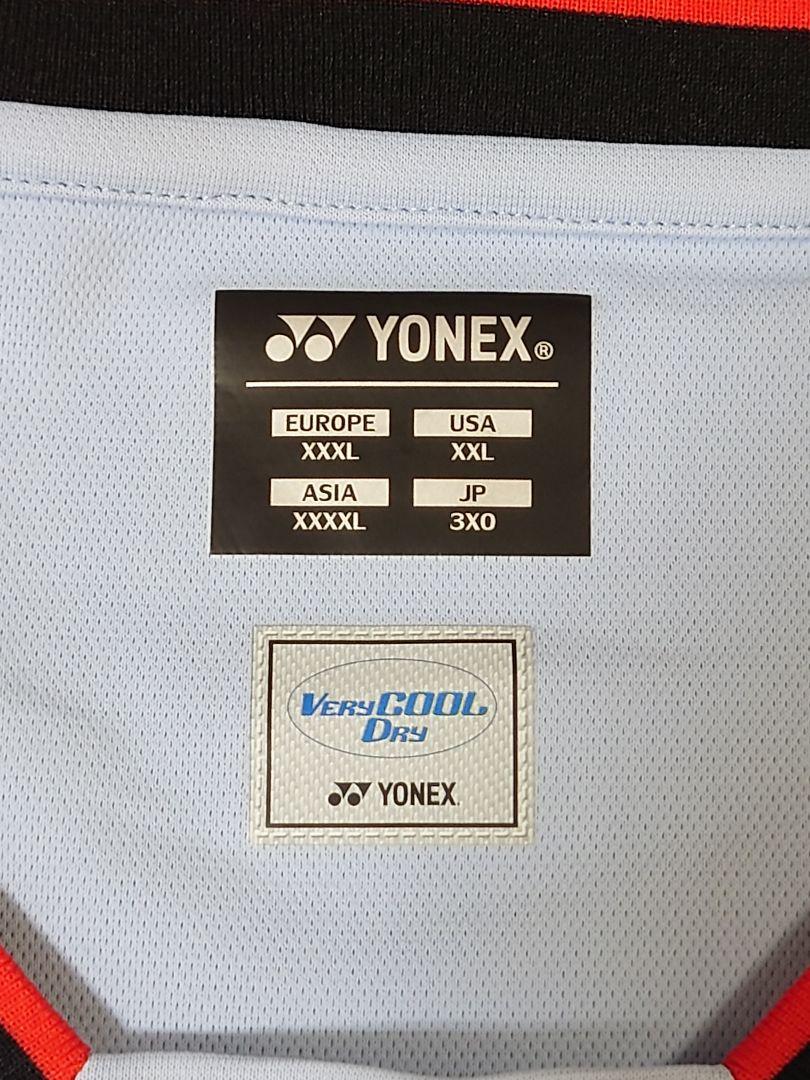 YONEX®
EUROPE USA
XXXL XXL
ASIA JP
XXXXL 3XO
VERY COOL
DRY
YONEX